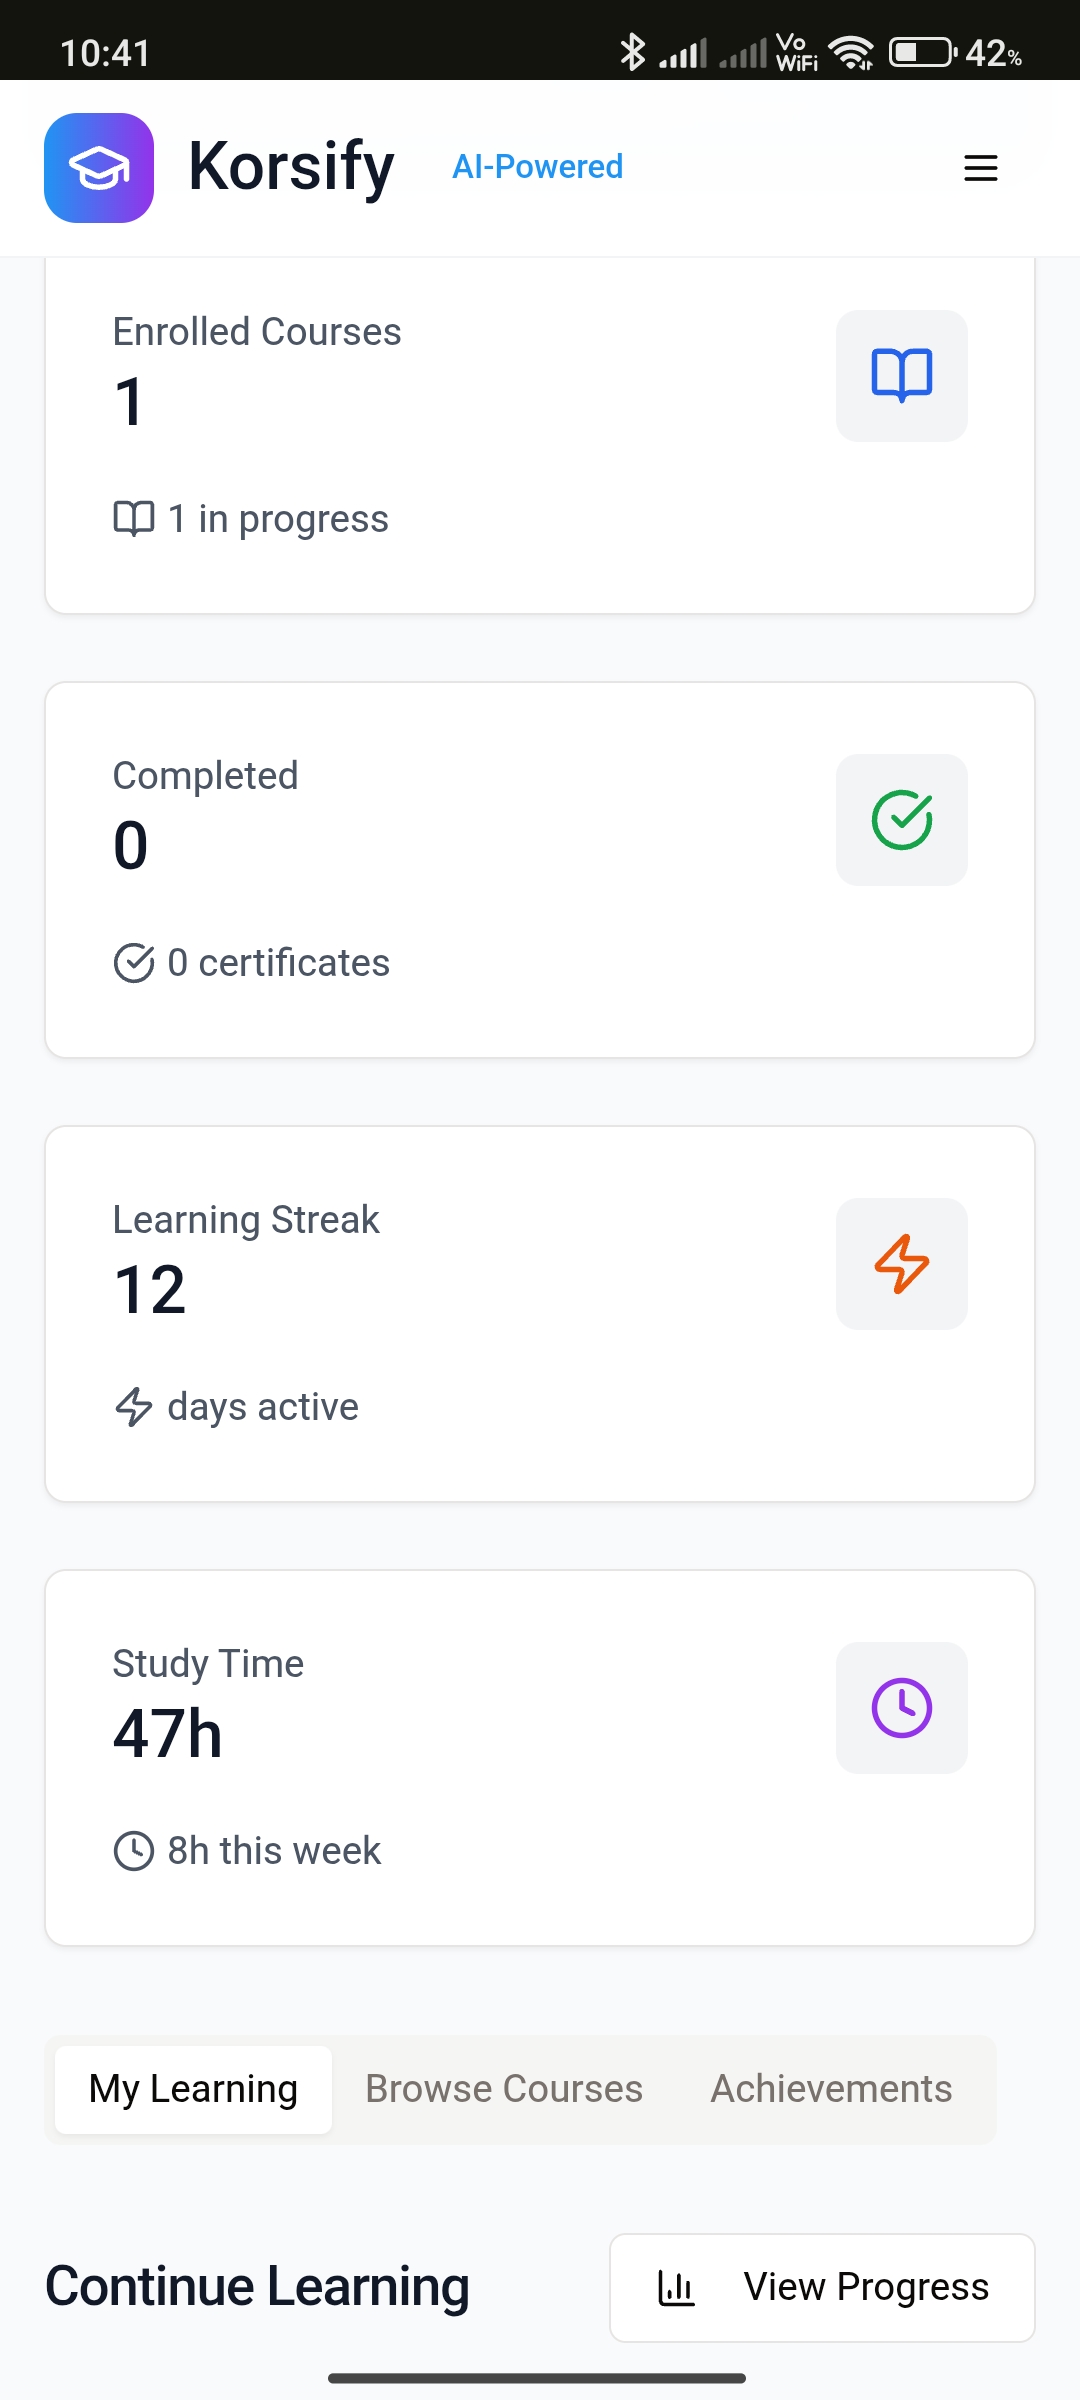 10:41
Vo
WiFi
42%
Korsify
AI-Powered
Enrolled Courses
1
1 in progress
Completed
0
0 certificates
Learning Streak
12
days active
Study Time
47h
8h this week
My Learning Browse Courses Achievements
Continue Learning
View Progress